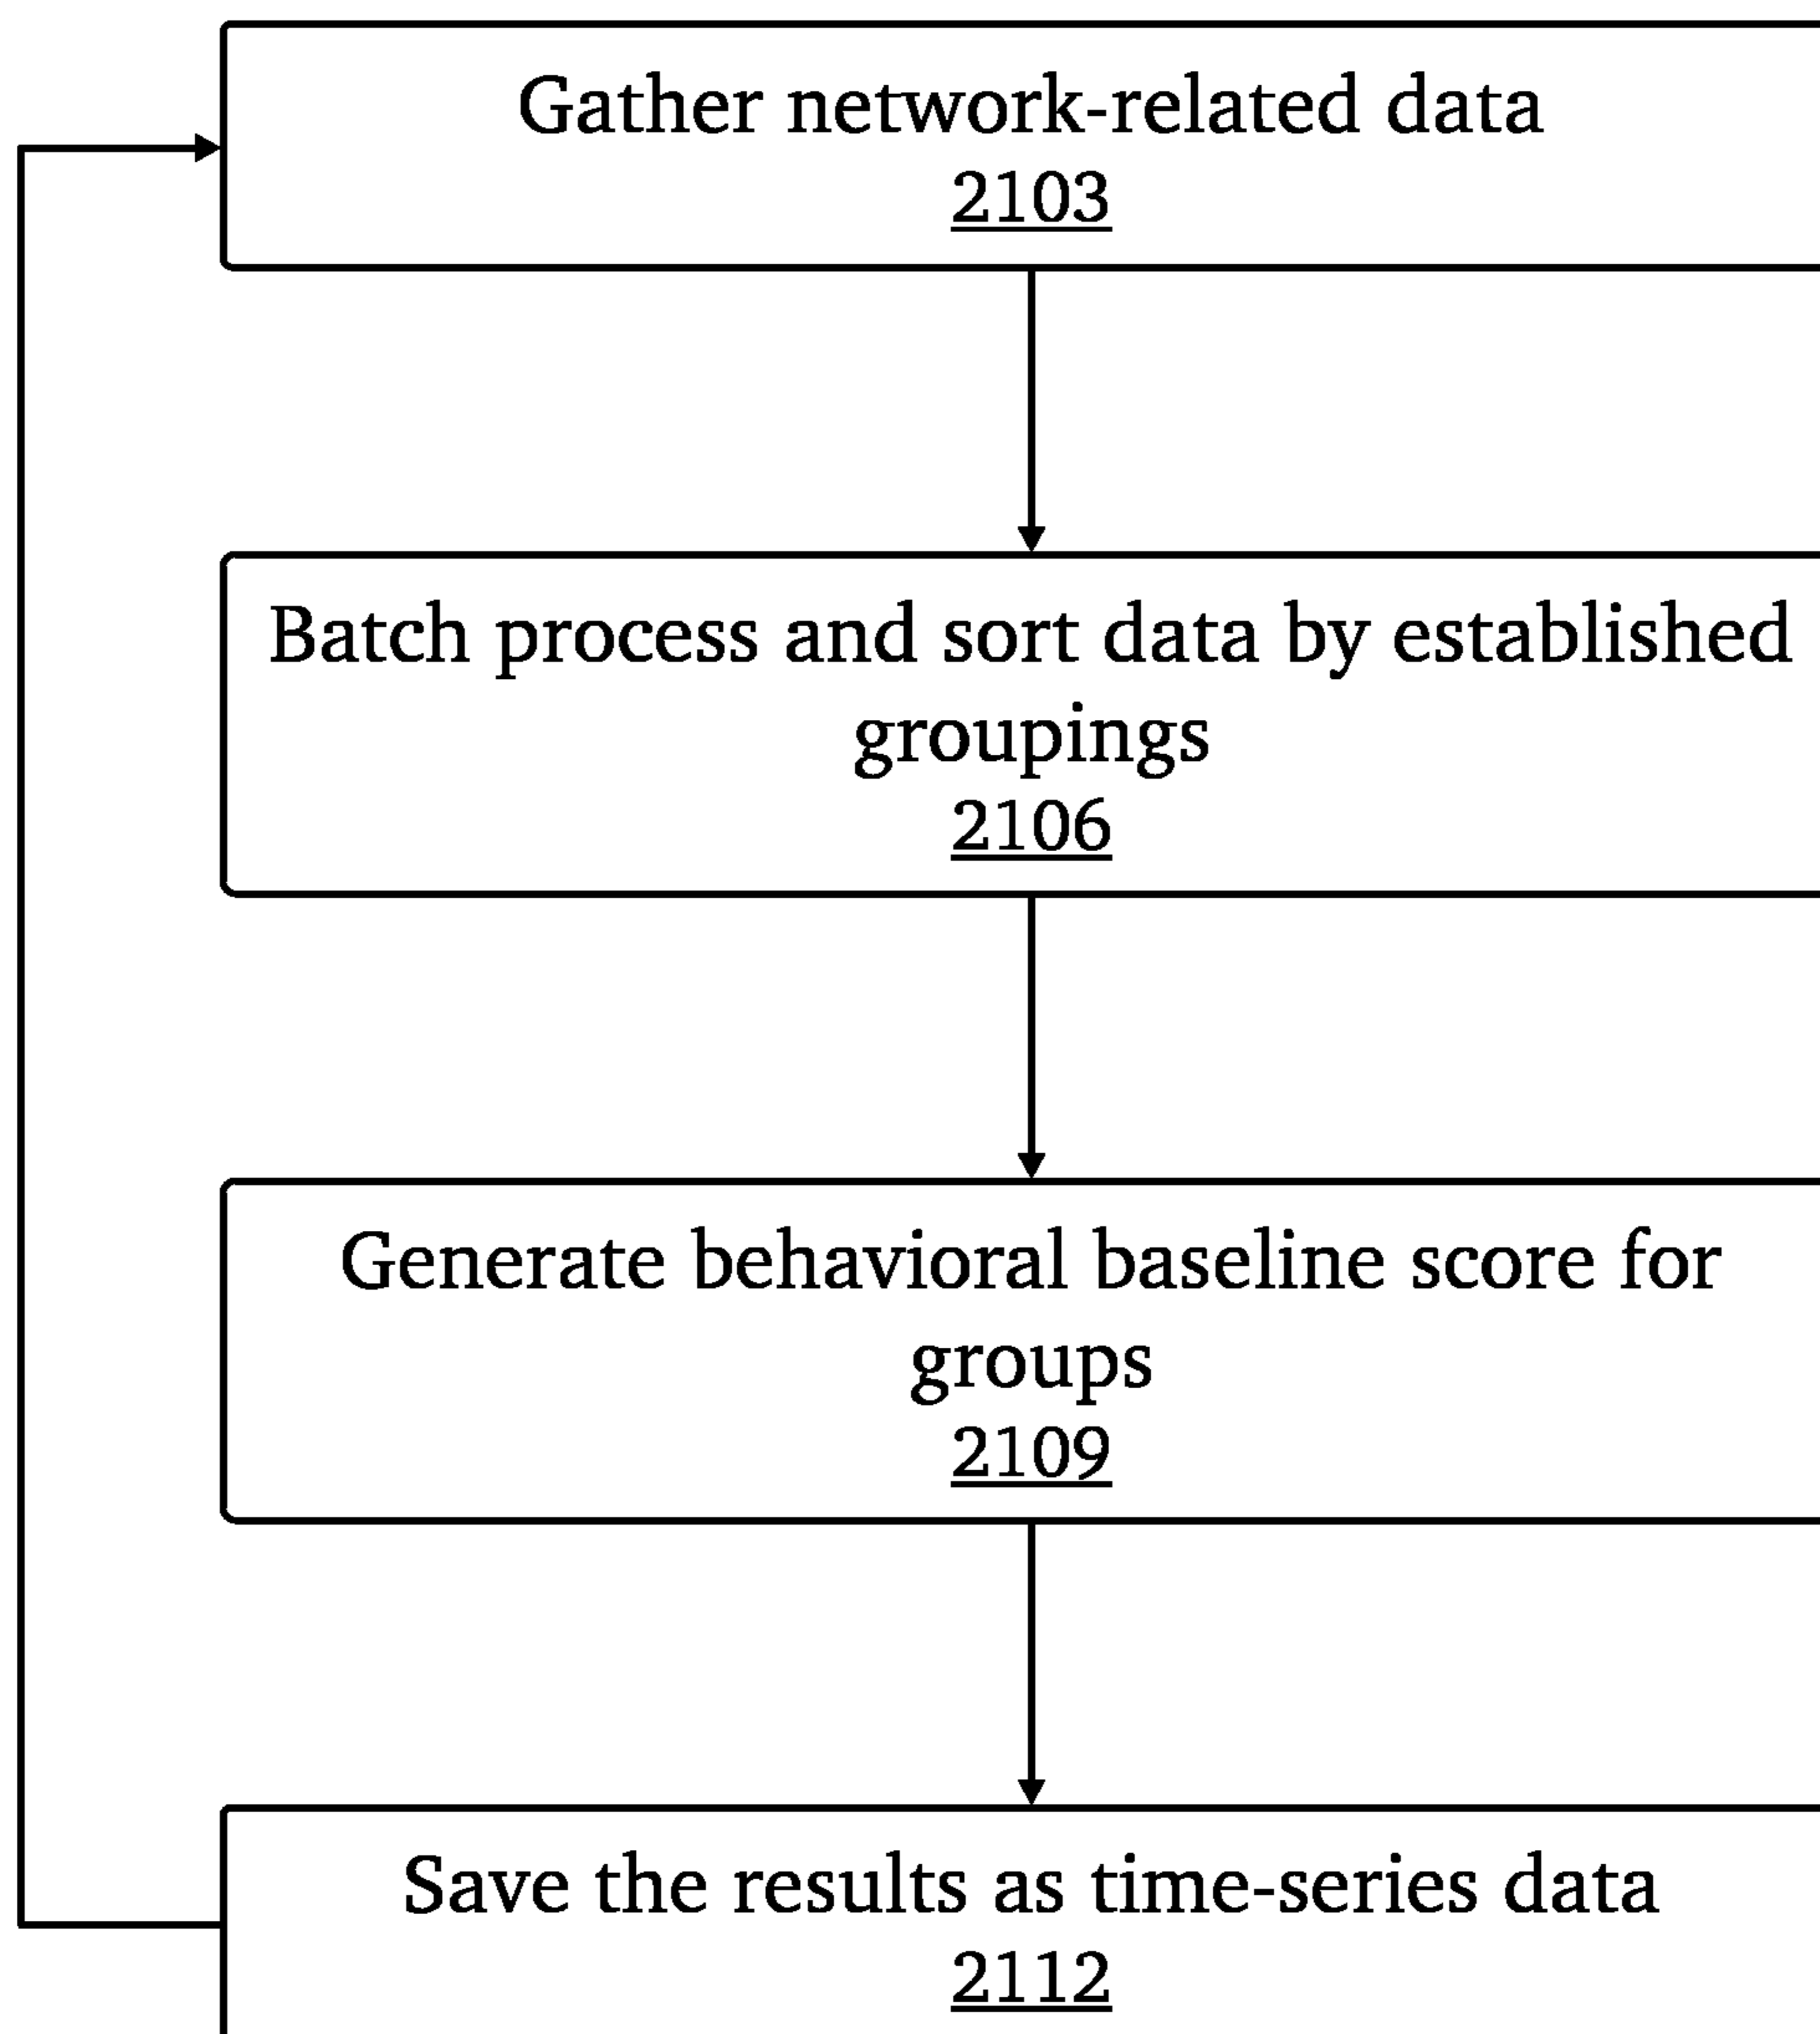 Gather network-related data
2103
Batch process and sort data by established
groupings
2106
Generate behavioral baseline score for
groups
2109
Save the results as time-series data
2112